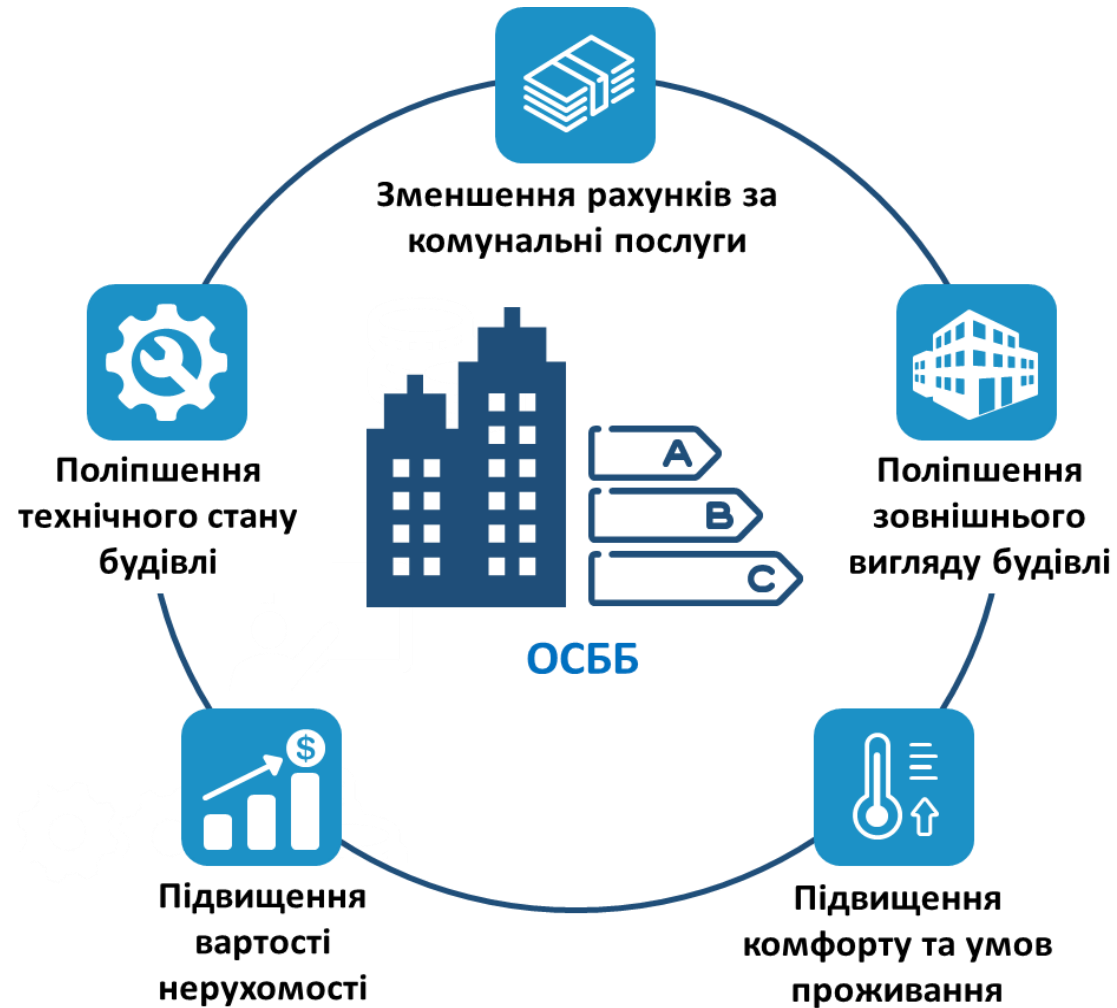 Зменшення рахунків за
комунальні послуги
Поліпшення
технічного стану
будівлі
A
B
C
ОСББ
Поліпшення
зовнішнього
вигляду будівлі
$
Підвищення
вартості
нерухомості
Підвищення
комфорту та умов
проживання